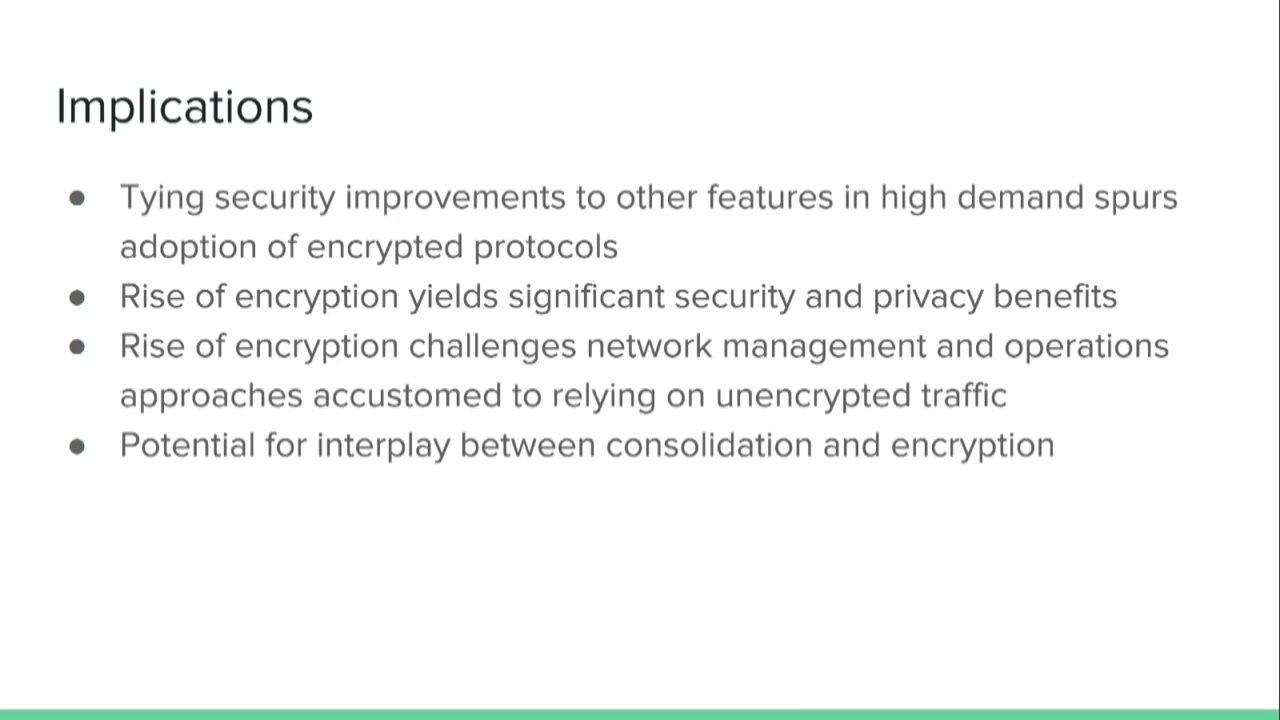 Implications
● Tying security improvements to other features in high demand spurs
adoption of encrypted protocols
● Rise of encryption yields significant security and privacy benefits
● Rise of encryption challenges network management and operations
approaches accustomed to relying on unencrypted traffic
● Potential for interplay between consolidation and encryption